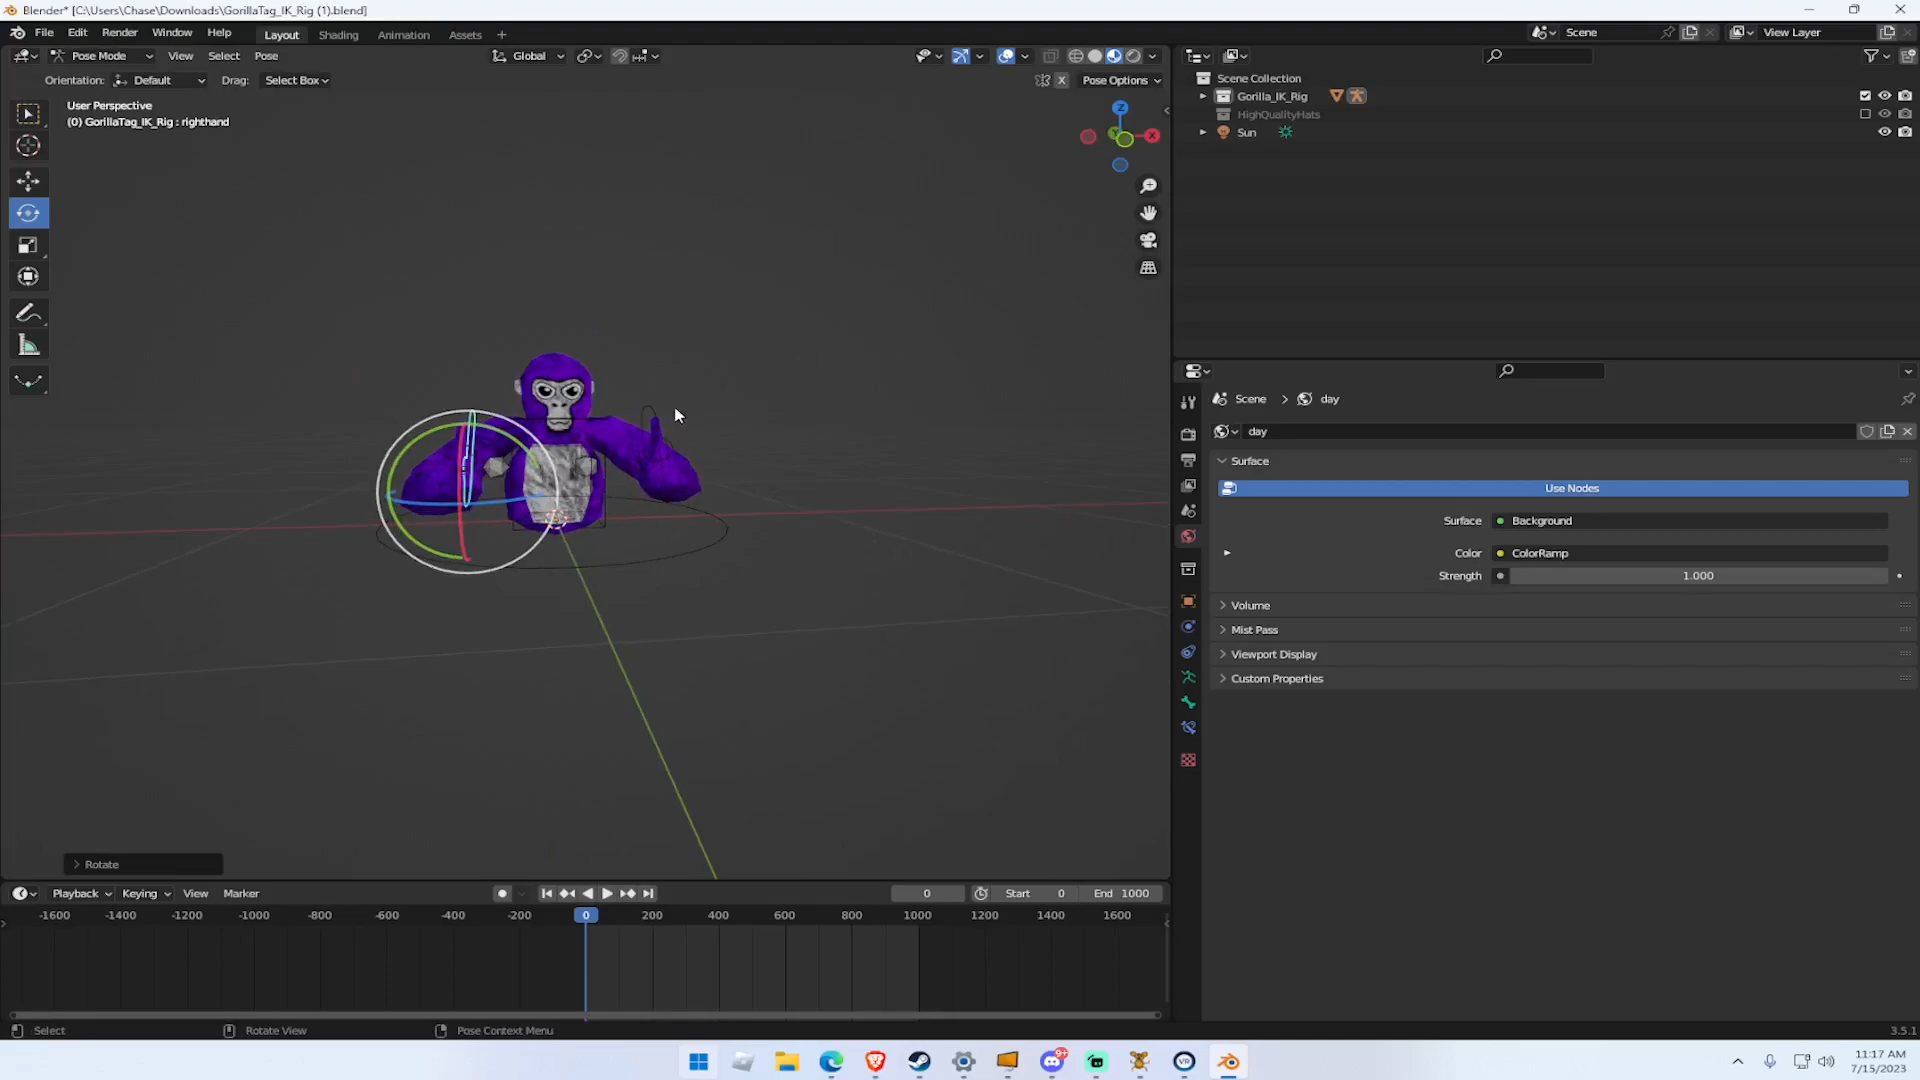 Blender* [C:\Users\Chase\Downloads\GorillaTag_IK_Rig (1).blend]
File Edit Render Window Help Layout Shading Animation Assets + Scene View Layer
Pose Mode View Select Pose Global
Orientation: Default Drag: Select Box X Pose Options
User Perspective
(0) GorillaTag_IK_Rig : righthand
Z
X
Y
Scene Collection
Gorilla_IK_Rig
HighQualityHats
Sun
Scene > day
day
Surface
Use Nodes
Surface Background
Color ColorRamp
Strength 1.000
Volume
Mist Pass
Viewport Display
Custom Properties
Rotate
Playback Keying View Marker 0 Start 0 End 1000
-1600 -1400 -1200 -1000 -800 -600 -400 -200 0 200 400 600 800 1000 1200 1400 1600
Select Rotate View Pose Context Menu 3.5.1
9+
VR
11:17 AM
7/15/2023